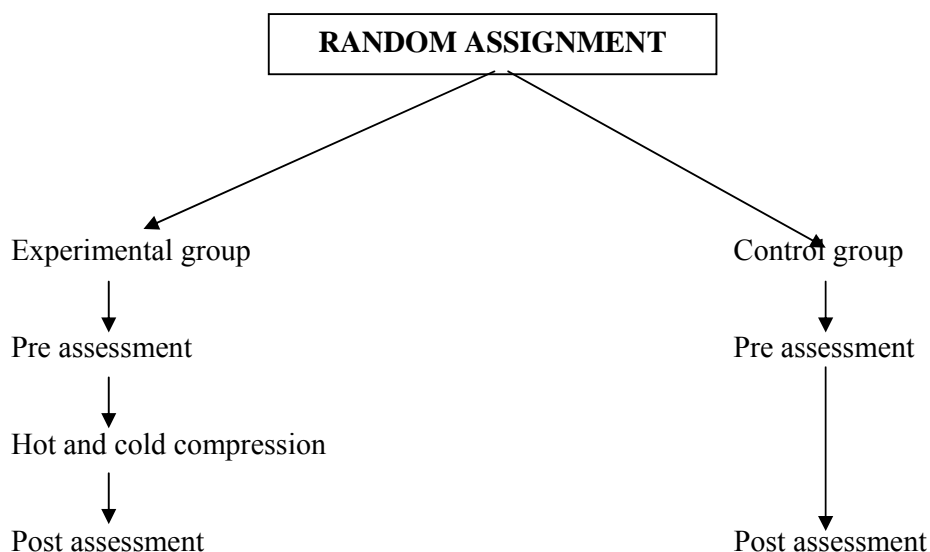 RANDOM ASSIGNMENT
Experimental group
Control group
Pre assessment
Pre assessment
Hot and cold compression
Post assessment
Post assessment